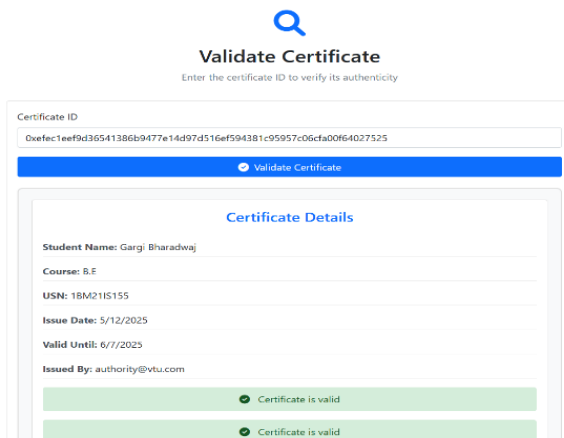 Validate Certificate
Enter the certificate ID to verify its authenticity
Certificate ID
0xefec1eef9d36541386b9477e14d97d516ef594381c95957c06cfa00f64027525
Validate Certificate
Certificate Details
Student Name: Gargi Bharadwaj
Course: B.E
USN: 1BM21IS155
Issue Date: 5/12/2025
Valid Until: 6/7/2025
Issued By: authority@vtu.com
Certificate is valid
Certificate is valid